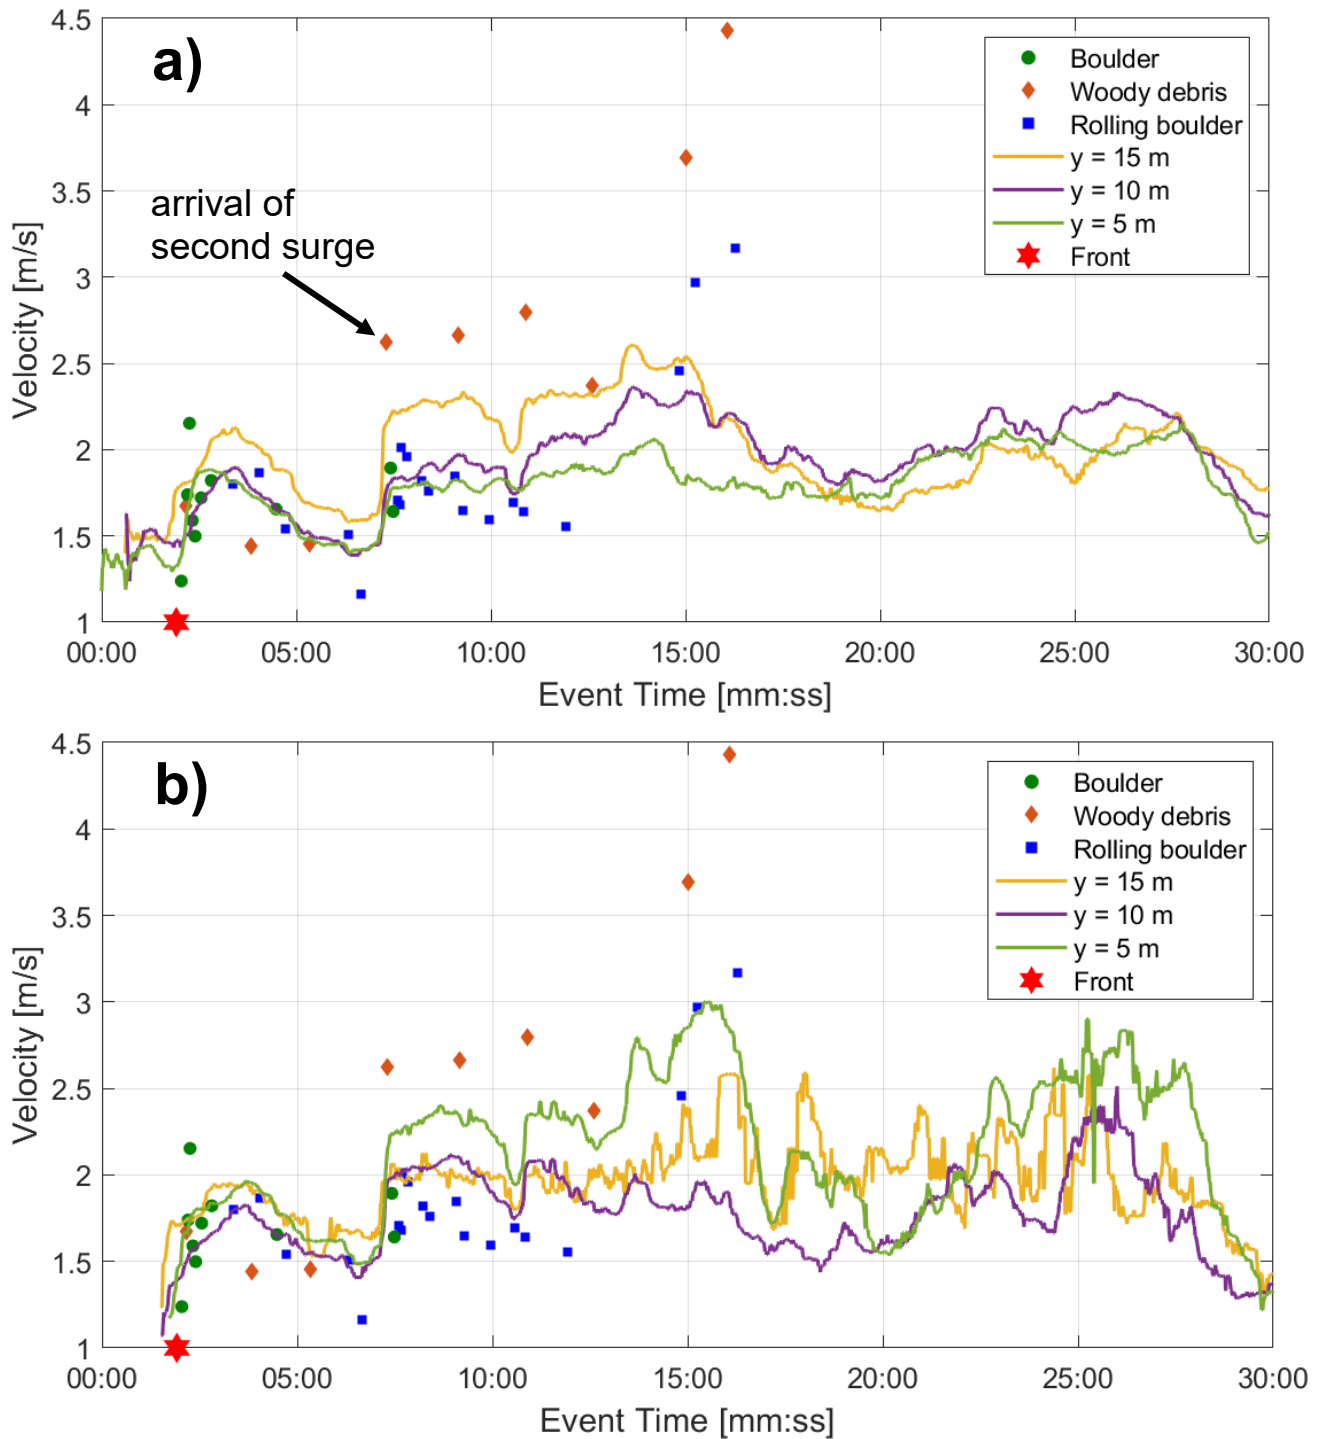 a)
4.5
4
3.5
3
2.5
2
1.5
1
Velocity [m/s]
arrival of
second surge
Boulder
Woody debris
Rolling boulder
y = 15 m
y = 10 m
y = 5 m
Front
00:00 05:00 10:00 15:00 20:00 25:00 30:00
Event Time [mm:ss]
b)
4.5
4
3.5
3
2.5
2
1.5
1
Velocity [m/s]
Boulder
Woody debris
Rolling boulder
y = 15 m
y = 10 m
y = 5 m
Front
00:00 05:00 10:00 15:00 20:00 25:00 30:00
Event Time [mm:ss]